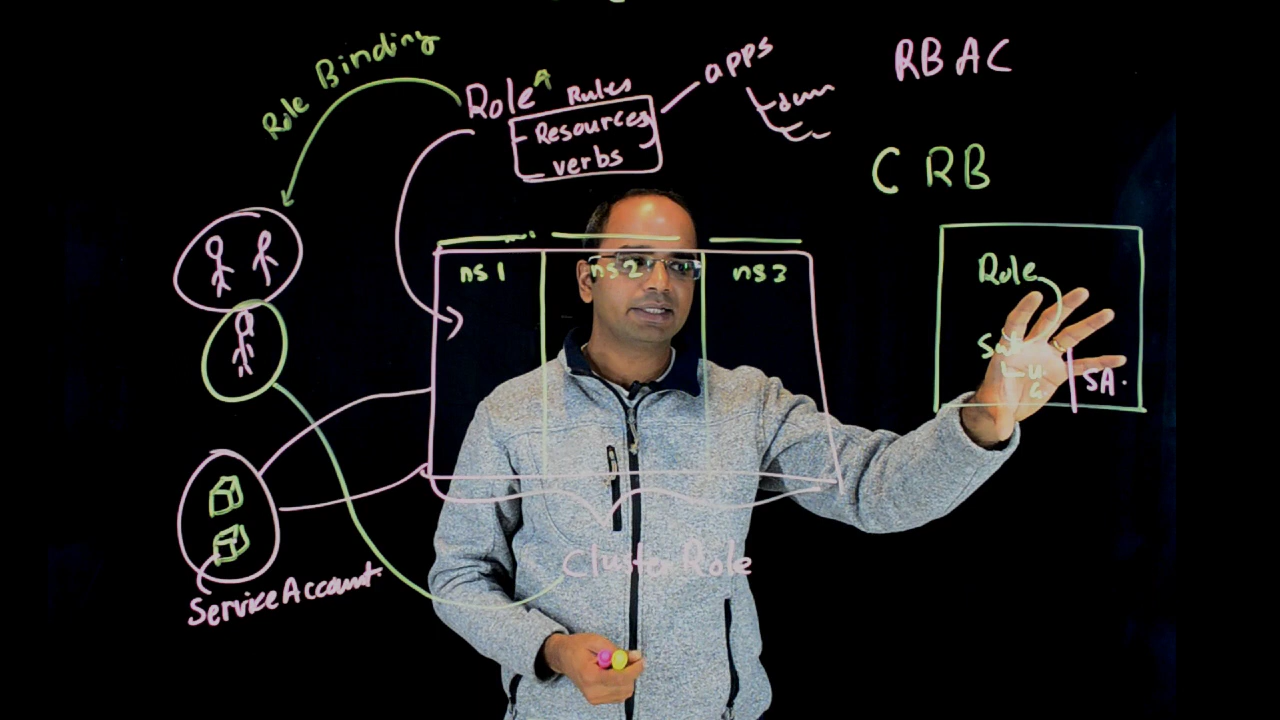 Role Binding
Role A
Rules
- Resources
- verbs
apps
RBAC
CRB
ns1
ns2
ns3
Role
U
G
SA.
Cluster Role
Service Account.